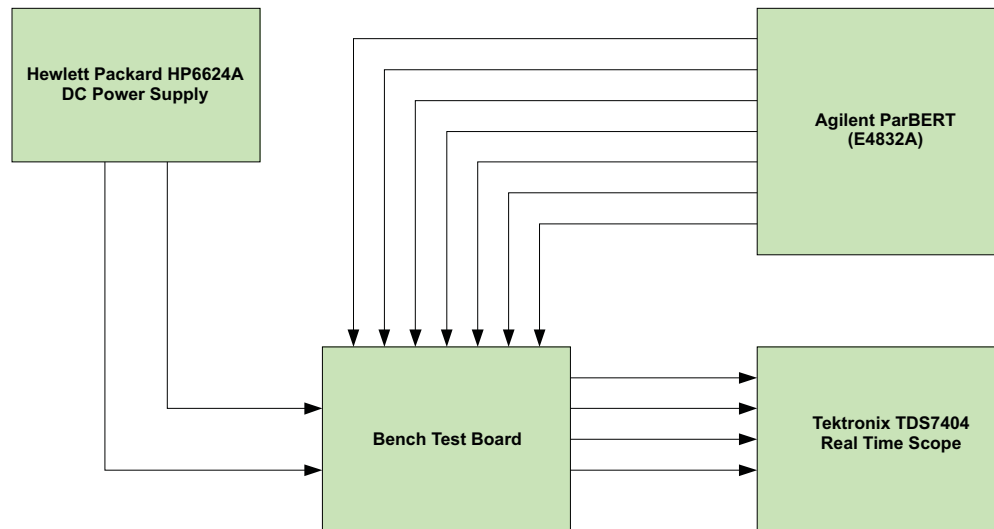 Hewlett Packard HP6624A
DC Power Supply
Agilent ParBERT
(E4832A)
Bench Test Board
Tektronix TDS7404
Real Time Scope